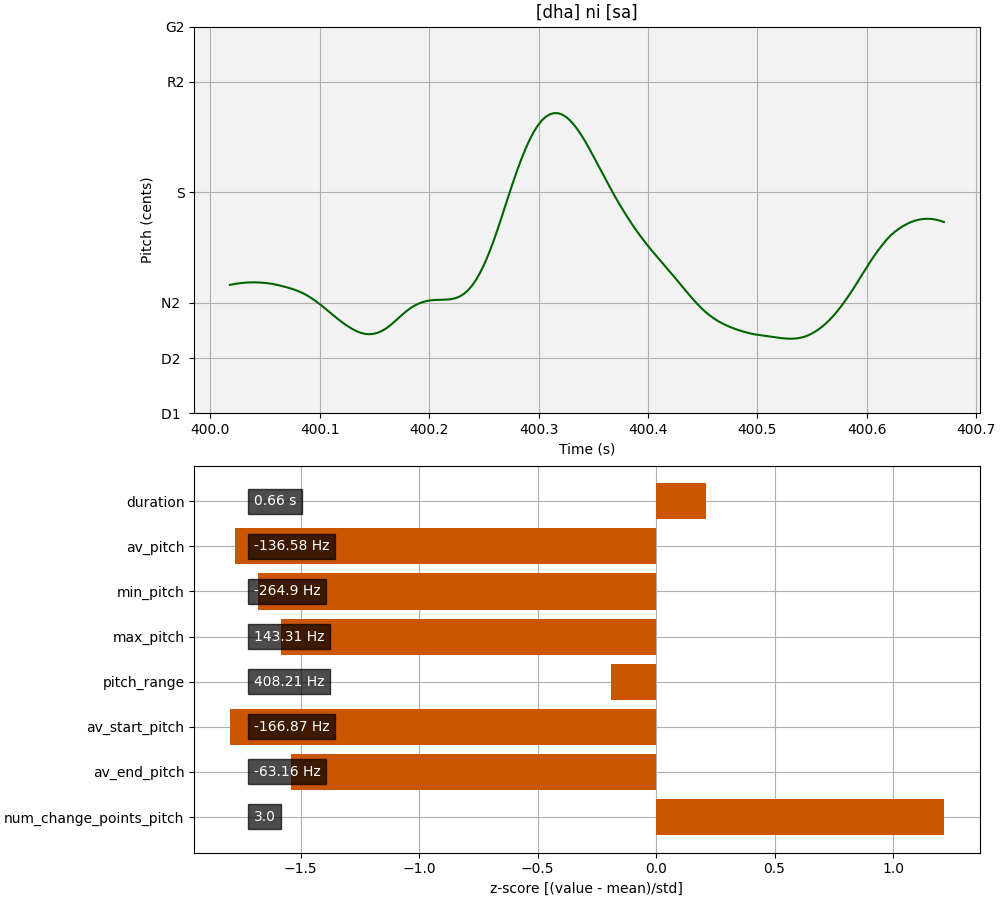 [dha] ni [sa]
G2
R2
S
N2
D2
D1
Pitch (cents)
400.0 400.1 400.2 400.3 400.4 400.5 400.6 400.7
Time (s)
duration 0.66 s
av_pitch -136.58 Hz
min_pitch -264.9 Hz
max_pitch 143.31 Hz
pitch_range 408.21 Hz
av_start_pitch -166.87 Hz
av_end_pitch -63.16 Hz
num_change_points_pitch 3.0
−1.5 −1.0 −0.5 0.0 0.5 1.0
z-score [(value - mean)/std]